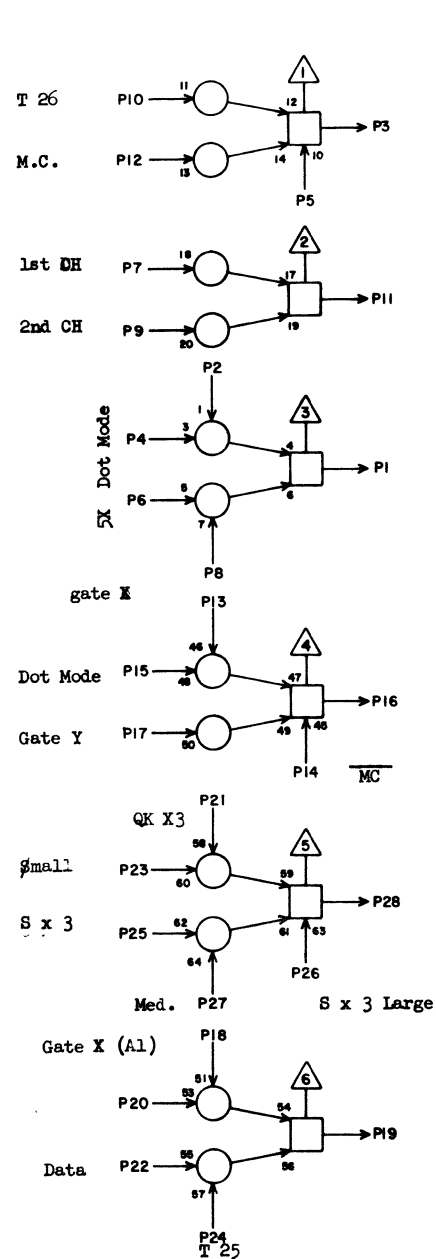 1
T 26 P10 11 12 P3
M.C. P12 13 14 10
P5
2
1st DH P7 18 17 P11
2nd CH P9 20 19
P2
3
5X Dot Mode
1
P4 3 4 P1
P6 5 6
7
P8
gate X
P13
4
46
Dot Mode P15 48 47 P16
Gate Y P17 50 49 45
P14 MC
P21
QK X3
5
58
Small P23 60 59 P28
S x 3 P25 62 61 63
64
P26
Med. P27 S x 3 Large
P18
Gate X (A1)
6
51
P20 53 54 P19
Data P22 55 56
57
P24
T 25